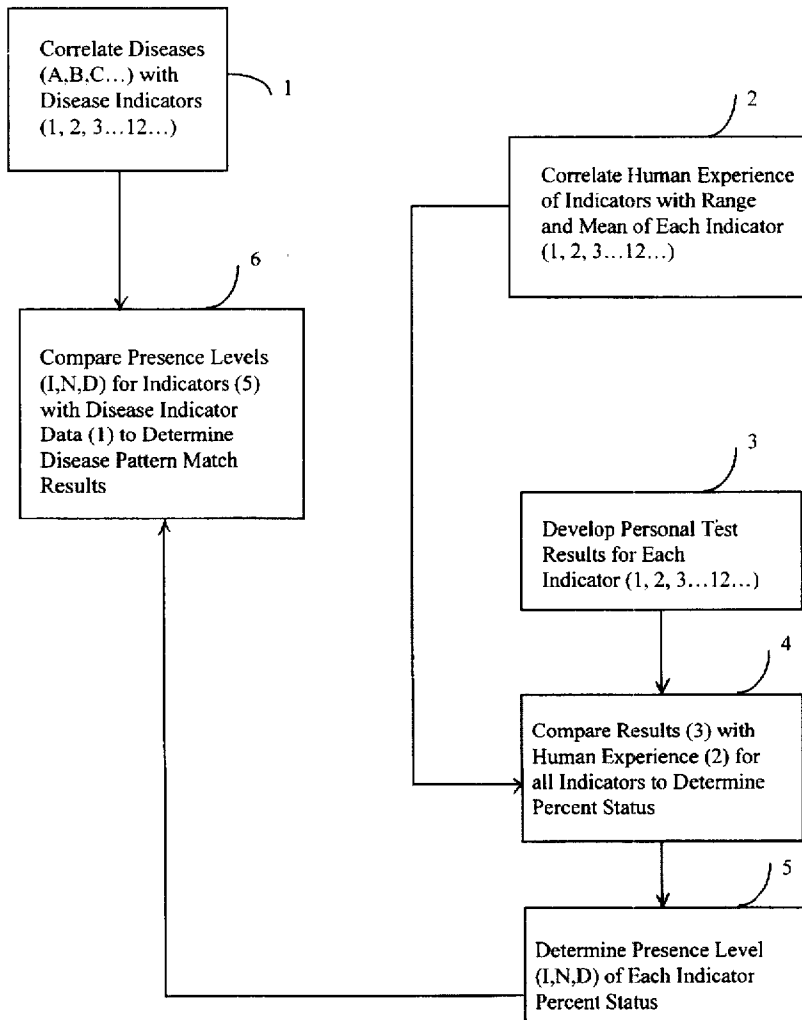 Correlate Diseases
(A,B,C…) with
Disease Indicators
(1, 2, 3…12…)
1
2
Correlate Human Experience
of Indicators with Range
and Mean of Each Indicator
(1, 2, 3…12…)
6
Compare Presence Levels
(I,N,D) for Indicators (5)
with Disease Indicator
Data (1) to Determine
Disease Pattern Match
Results
3
Develop Personal Test
Results for Each
Indicator (1, 2, 3…12…)
4
Compare Results (3) with
Human Experience (2) for
all Indicators to Determine
Percent Status
5
Determine Presence Level
(I,N,D) of Each Indicator
Percent Status